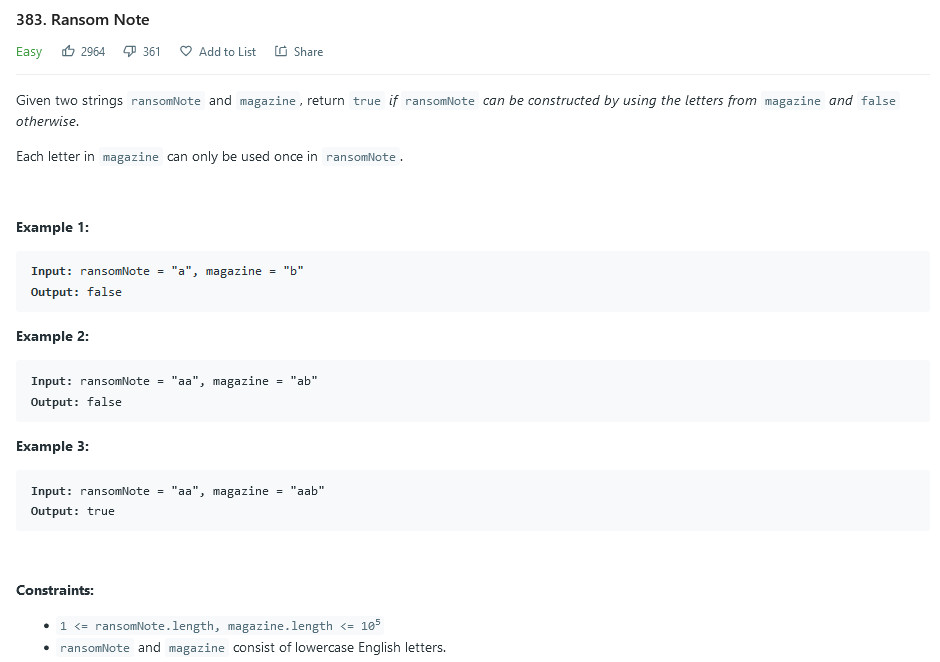 383. Ransom Note
Easy 2964 361 Add to List Share
Given two strings ransomNote and magazine, return true if ransomNote can be constructed by using the letters from magazine and false
otherwise.
Each letter in magazine can only be used once in ransomNote.
Example 1:
Input: ransomNote = "a", magazine = "b"
Output: false
Example 2:
Input: ransomNote = "aa", magazine = "ab"
Output: false
Example 3:
Input: ransomNote = "aa", magazine = "aab"
Output: true
Constraints:
• 1 <= ransomNote.length, magazine.length <= 10⁵
• ransomNote and magazine consist of lowercase English letters.